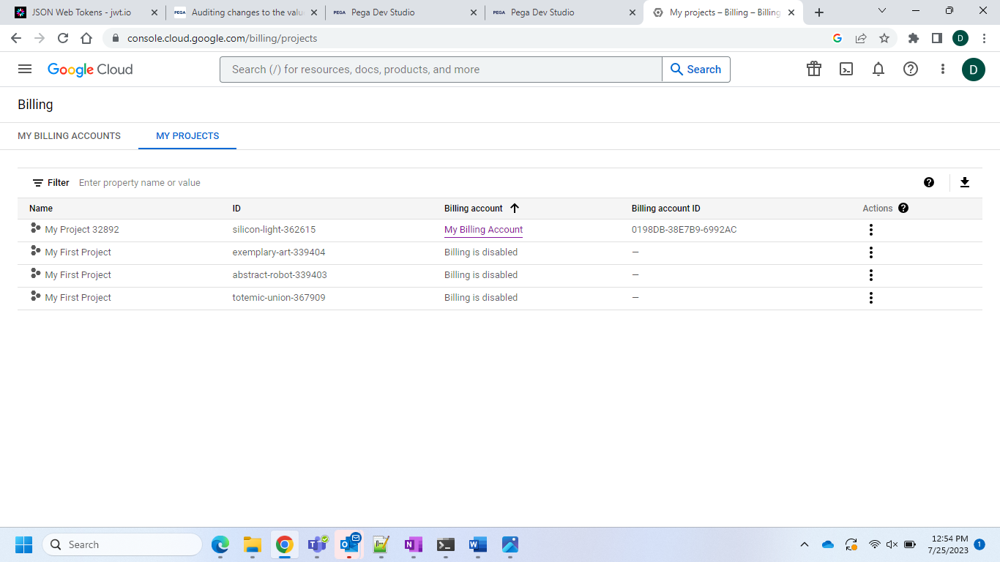 JSON Web Tokens - jwt.io
PEGA Auditing changes to the valu
PEGA Pega Dev Studio
PEGA Pega Dev Studio
My projects – Billing – Billing
console.cloud.google.com/billing/projects
D
Google Cloud
Search (/) for resources, docs, products, and more
Search
D
Billing
MY BILLING ACCOUNTS
MY PROJECTS
Filter Enter property name or value
Name ID Billing account Billing account ID Actions
My Project 32892 silicon-light-362615 My Billing Account 0198DB-38E7B9-6992AC
My First Project exemplary-art-339404 Billing is disabled —
My First Project abstract-robot-339403 Billing is disabled —
My First Project totemic-union-367909 Billing is disabled —
Search
12:54 PM
7/25/2023
1